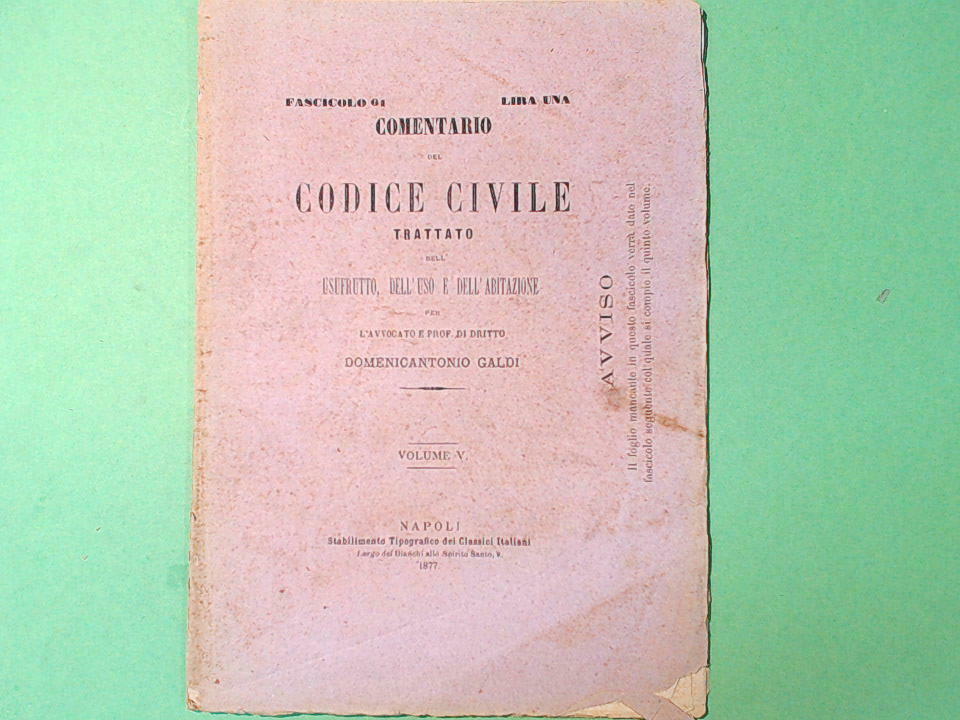 FASCICOLO 61 LIRA UNA
COMENTARIO
DEL
CODICE CIVILE
TRATTATO
DELL'
USUFRUTTO, DELL'USO E DELL'ABITAZIONE
PER
L'AVVOCATO E PROF. DI DRITTO
DOMENICANTONIO GALDI
VOLUME V.
NAPOLI
Stabilimento Tipografico dei Classici Italiani
Largo dei Bianchi allo Spirito Santo,
1877
AVVISO
Il foglio mancante in questo fascicolo verrà dato nel
fascicolo seguente col quale si compie il quinto volume.